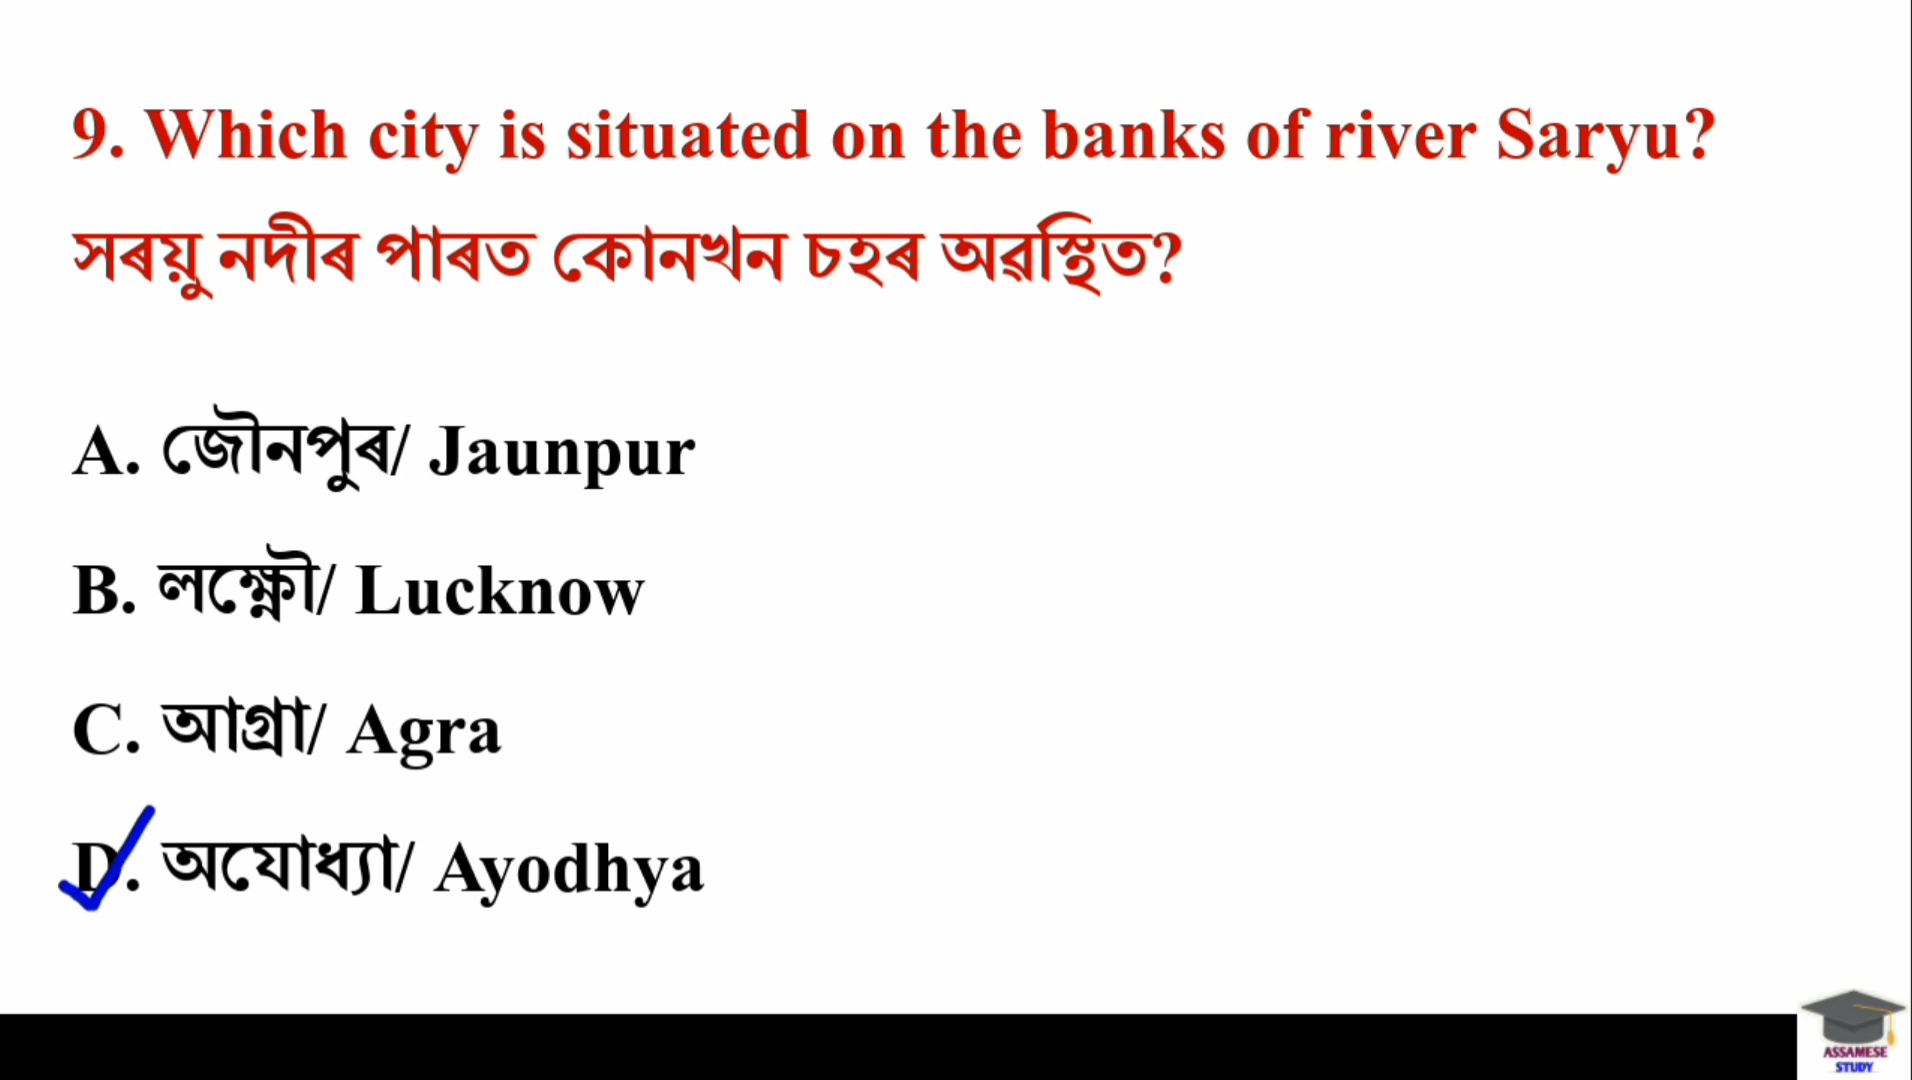 9. Which city is situated on the banks of river Saryu?
সৰয়ু নদীৰ পাৰত কোনখন চহৰ অৱস্থিত?
A. জৌনপুৰ/ Jaunpur
B. লক্ষ্ণৌ/ Lucknow
C. আগ্ৰা/ Agra
D. অযোধ্যা/ Ayodhya
ASSAMESE
STUDY